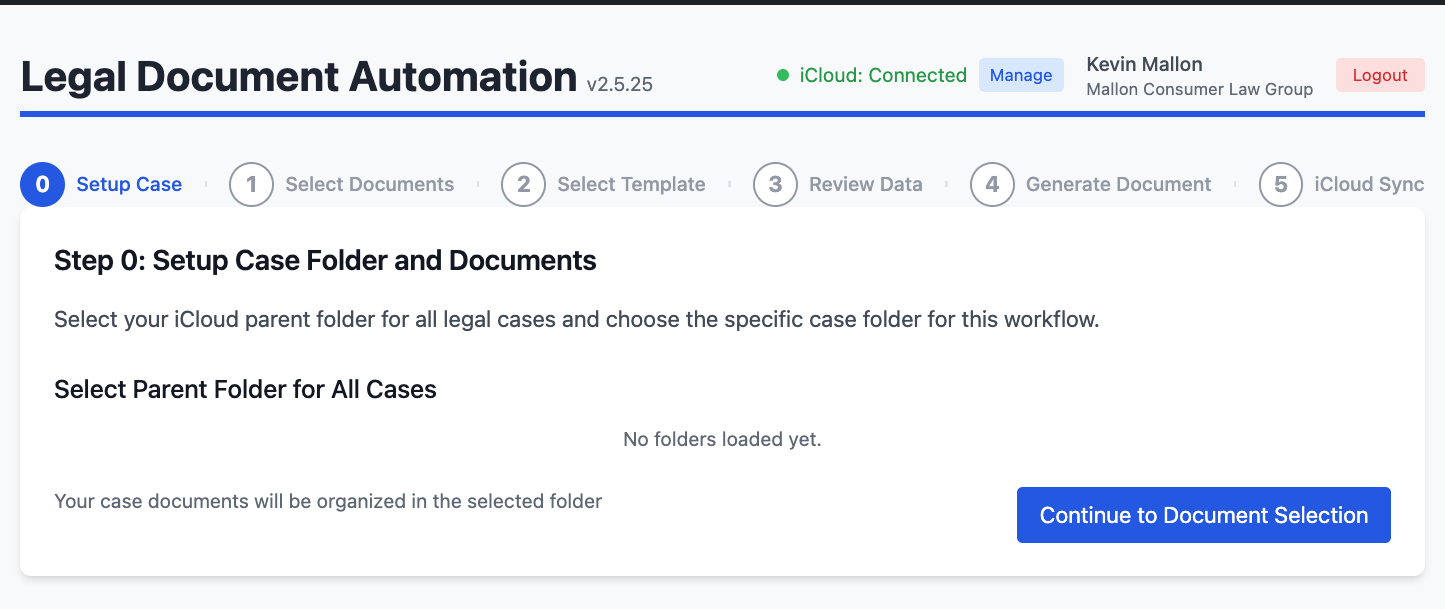 Legal Document Automation v2.5.25
iCloud: Connected
Manage
Kevin Mallon
Mallon Consumer Law Group
Logout
0 Setup Case
1 Select Documents
2 Select Template
3 Review Data
4 Generate Document
5 iCloud Sync
Step 0: Setup Case Folder and Documents
Select your iCloud parent folder for all legal cases and choose the specific case folder for this workflow.
Select Parent Folder for All Cases
No folders loaded yet.
Your case documents will be organized in the selected folder
Continue to Document Selection